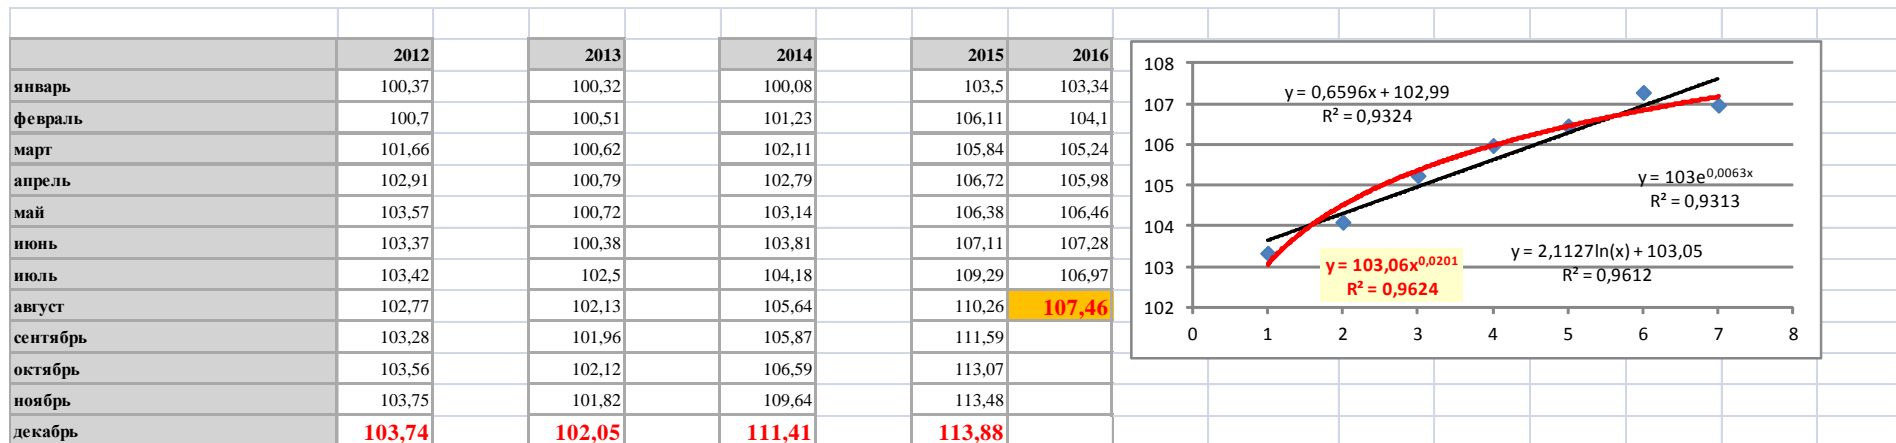 2012 2013 2014 2015 2016
январь 100,37 100,32 100,08 103,5 103,34
февраль 100,7 100,51 101,23 106,11 104,1
март 101,66 100,62 102,11 105,84 105,24
апрель 102,91 100,79 102,79 106,72 105,98
май 103,57 100,72 103,14 106,38 106,46
июнь 103,37 100,38 103,81 107,11 107,28
июль 103,42 102,5 104,18 109,29 106,97
август 102,77 102,13 105,64 110,26 107,46
сентябрь 103,28 101,96 105,87 111,59
октябрь 103,56 102,12 106,59 113,07
ноябрь 103,75 101,82 109,64 113,48
декабрь 103,74 102,05 111,41 113,88
108
107
106
105
104
103
102
0 1 2 3 4 5 6 7 8
y = 0,6596x + 102,99
R² = 0,9324
y = 103e^0,0063x
R² = 0,9313
y = 2,1127ln(x) + 103,05
R² = 0,9612
y = 103,06x^0,0201
R² = 0,9624